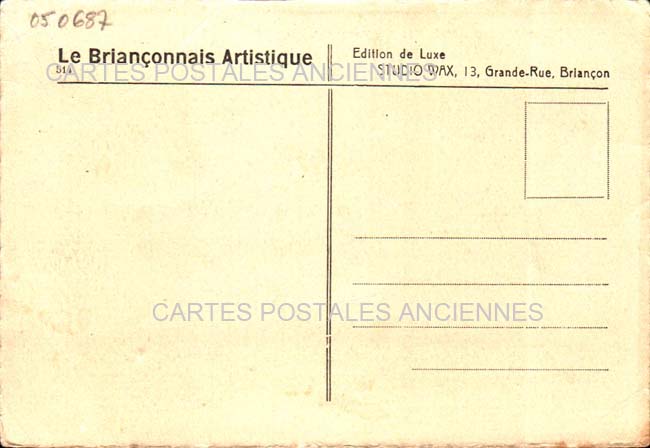 050687
Le Briançonnais Artistique
Edition de Luxe
STUDIO WAX, 13, Grande-Rue, Briançon
CARTES POSTALES ANCIENNES
CARTES POSTALES ANCIENNES